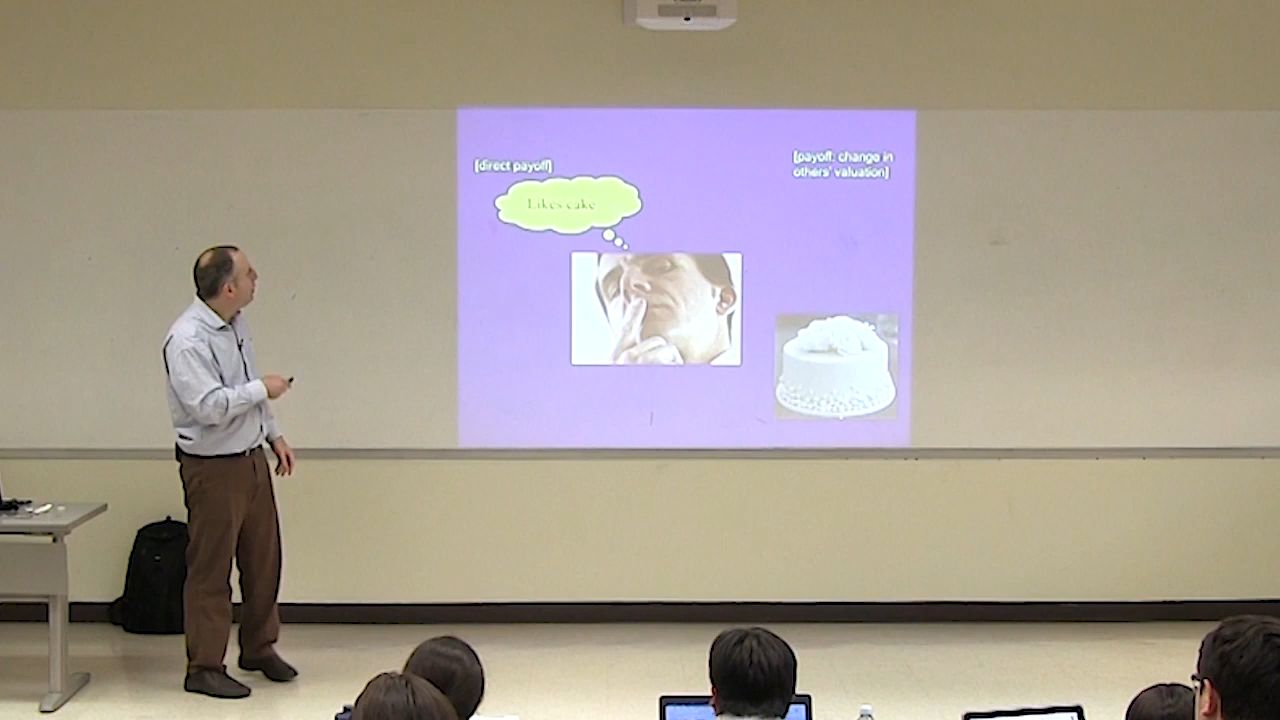 [direct payoff]
Likes cake
[payoff: change in
others' valuation]